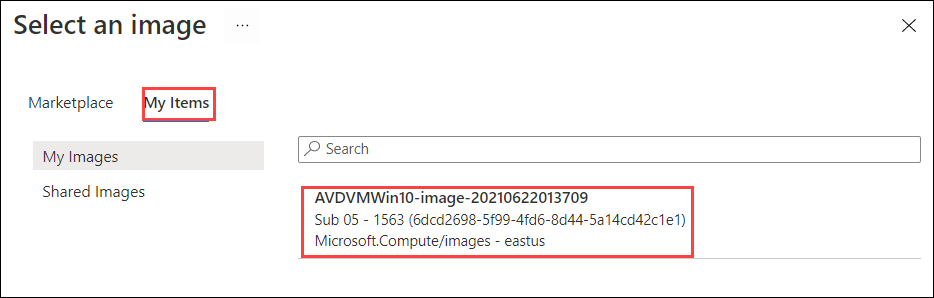 Select an image ...
Marketplace My Items
My Images
Search
Shared Images
AVDVMWin10-image-20210622013709
Sub 05 - 1563 (6dcd2698-5f99-4fd6-8d44-5a14cd42c1e1)
Microsoft.Compute/images - eastus